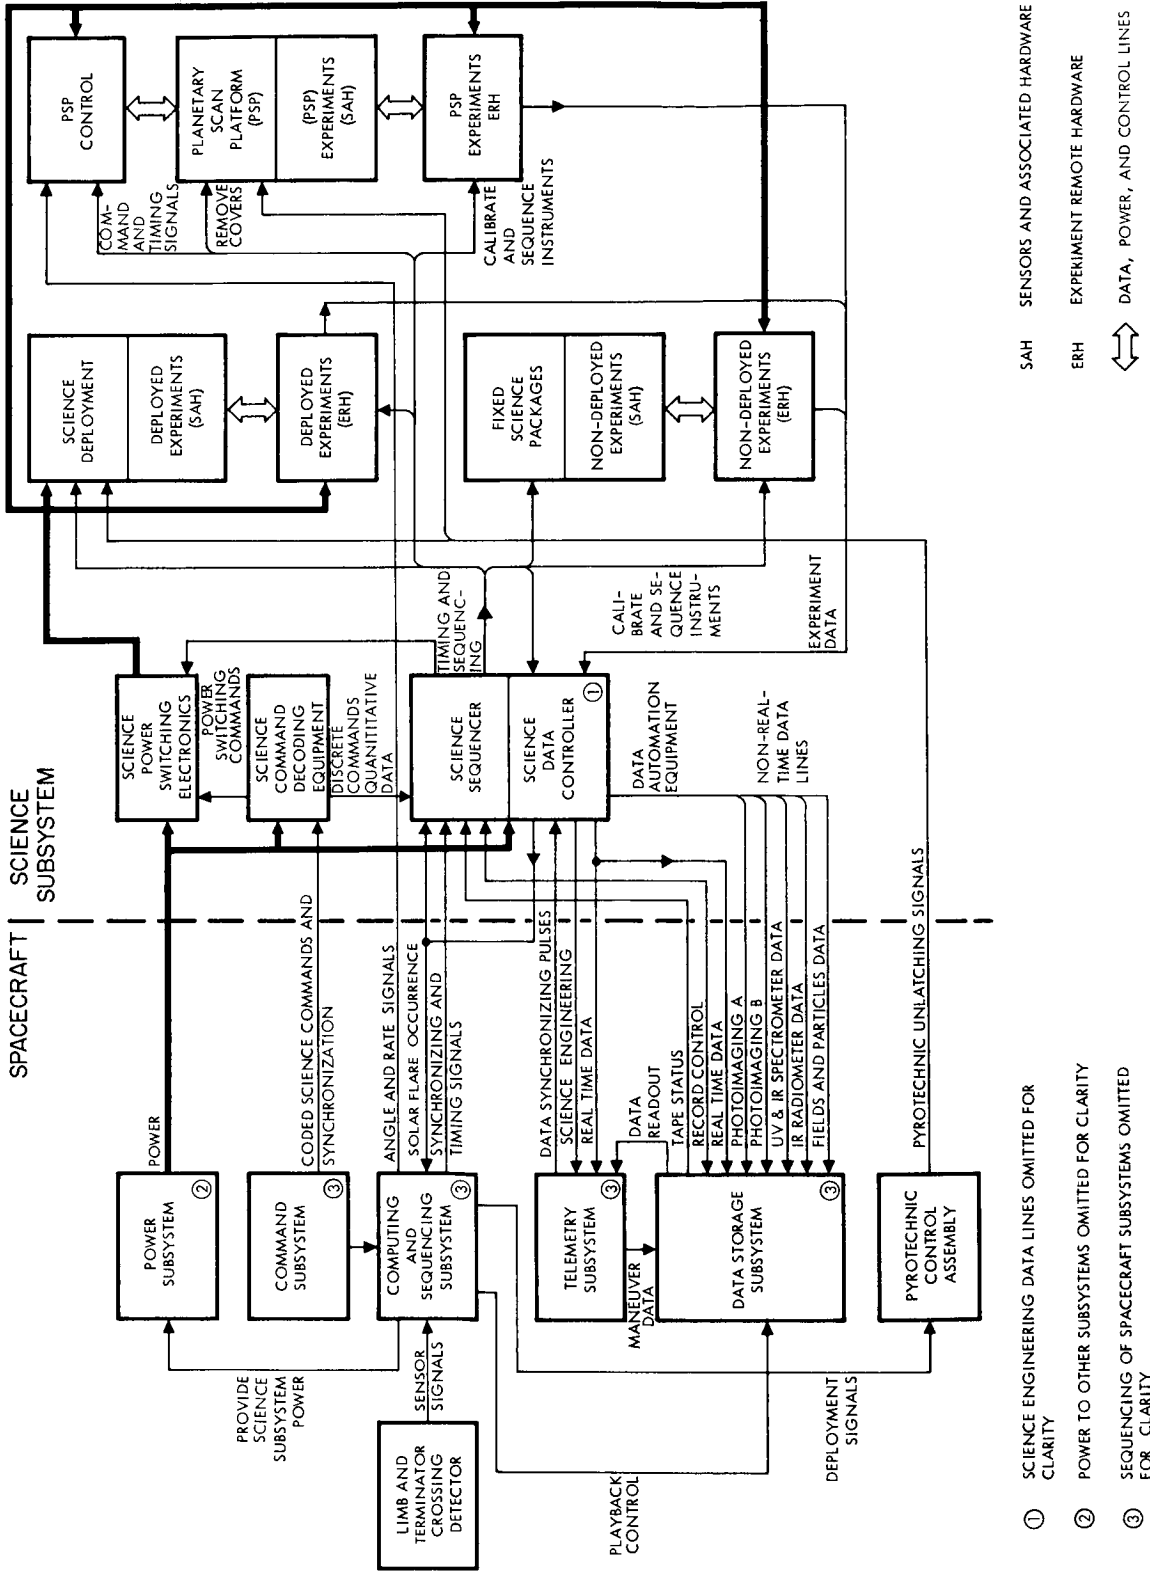 SPACECRAFT
SCIENCE
SUBSYSTEM
LIMB AND
TERMINATOR
CROSSING
DETECTOR
SENSOR
SIGNALS
PROVIDE
SCIENCE
SUBSYSTEM
POWER
PLAYBACK
CONTROL
DEPLOYMENT
SIGNALS
POWER
SUBSYSTEM
②
COMMAND
SUBSYSTEM
③
COMPUTING
AND
SEQUENCING
SUBSYSTEM
③
TELEMETRY
SUBSYSTEM
③
MANEUVER
DATA
DATA
READOUT
DATA STORAGE
SUBSYSTEM
③
PYROTECHNIC
CONTROL
ASSEMBLY
POWER
CODED SCIENCE COMMANDS AND
SYNCHRONIZATION
ANGLE AND RATE SIGNALS
SOLAR FLARE OCCURRENCE
SYNCHRONIZING AND
TIMING SIGNALS
DATA SYNCHRONIZING PULSES
SCIENCE ENGINEERING
REAL TIME DATA
TAPE STATUS
RECORD CONTROL
REAL TIME DATA
PHOTOIMAGING A
PHOTOIMAGING B
UV & IR SPECTROMETER DATA
IR RADIOMETER DATA
FIELDS AND PARTICLES DATA
PYROTECHNIC UNLATCHING SIGNALS
SCIENCE
POWER
SWITCHING
ELECTRONICS
POWER
SWITCHING
COMMANDS
SCIENCE
COMMAND
DECODING
EQUIPMENT
DISCRETE
COMMANDS
QUANITITATIVE
DATA
SCIENCE
SEQUENCER
SCIENCE
DATA
CONTROLLER
①
DATA
AUTOMATION
EQUIPMENT
NON-REAL-
TIME DATA
LINES
TIMING AND
SEQUENC-
ING
CALI-
BRATE
AND SE-
QUENCE
INSTRU-
MENTS
EXPERIMENT
DATA
SCIENCE
DEPLOYMENT
DEPLOYED
EXPERIMENTS
(SAH)
DEPLOYED
EXPERIMENTS
(ERH)
FIXED
SCIENCE
PACKAGES
NON-DEPLOYED
EXPERIMENTS
(SAH)
NON-DEPLOYED
EXPERIMENTS
(ERH)
COM-
MAND
AND
TIMING
SIGNALS
REMOVE
COVERS
CALIBRATE
AND
SEQUENCE
INSTRUMENTS
PSP
CONTROL
PLANETARY
SCAN
PLATFORM
(PSP)
(PSP)
EXPERIMENTS
(SAH)
PSP
EXPERIMENTS
ERH
① SCIENCE ENGINEERING DATA LINES OMITTED FOR
CLARITY
② POWER TO OTHER SUBSYSTEMS OMITTED FOR CLARITY
③ SEQUENCING OF SPACECRAFT SUBSYSTEMS OMITTED
FOR CLARITY
SAH SENSORS AND ASSOCIATED HARDWARE
ERH EXPERIMENT REMOTE HARDWARE
DATA, POWER, AND CONTROL LINES